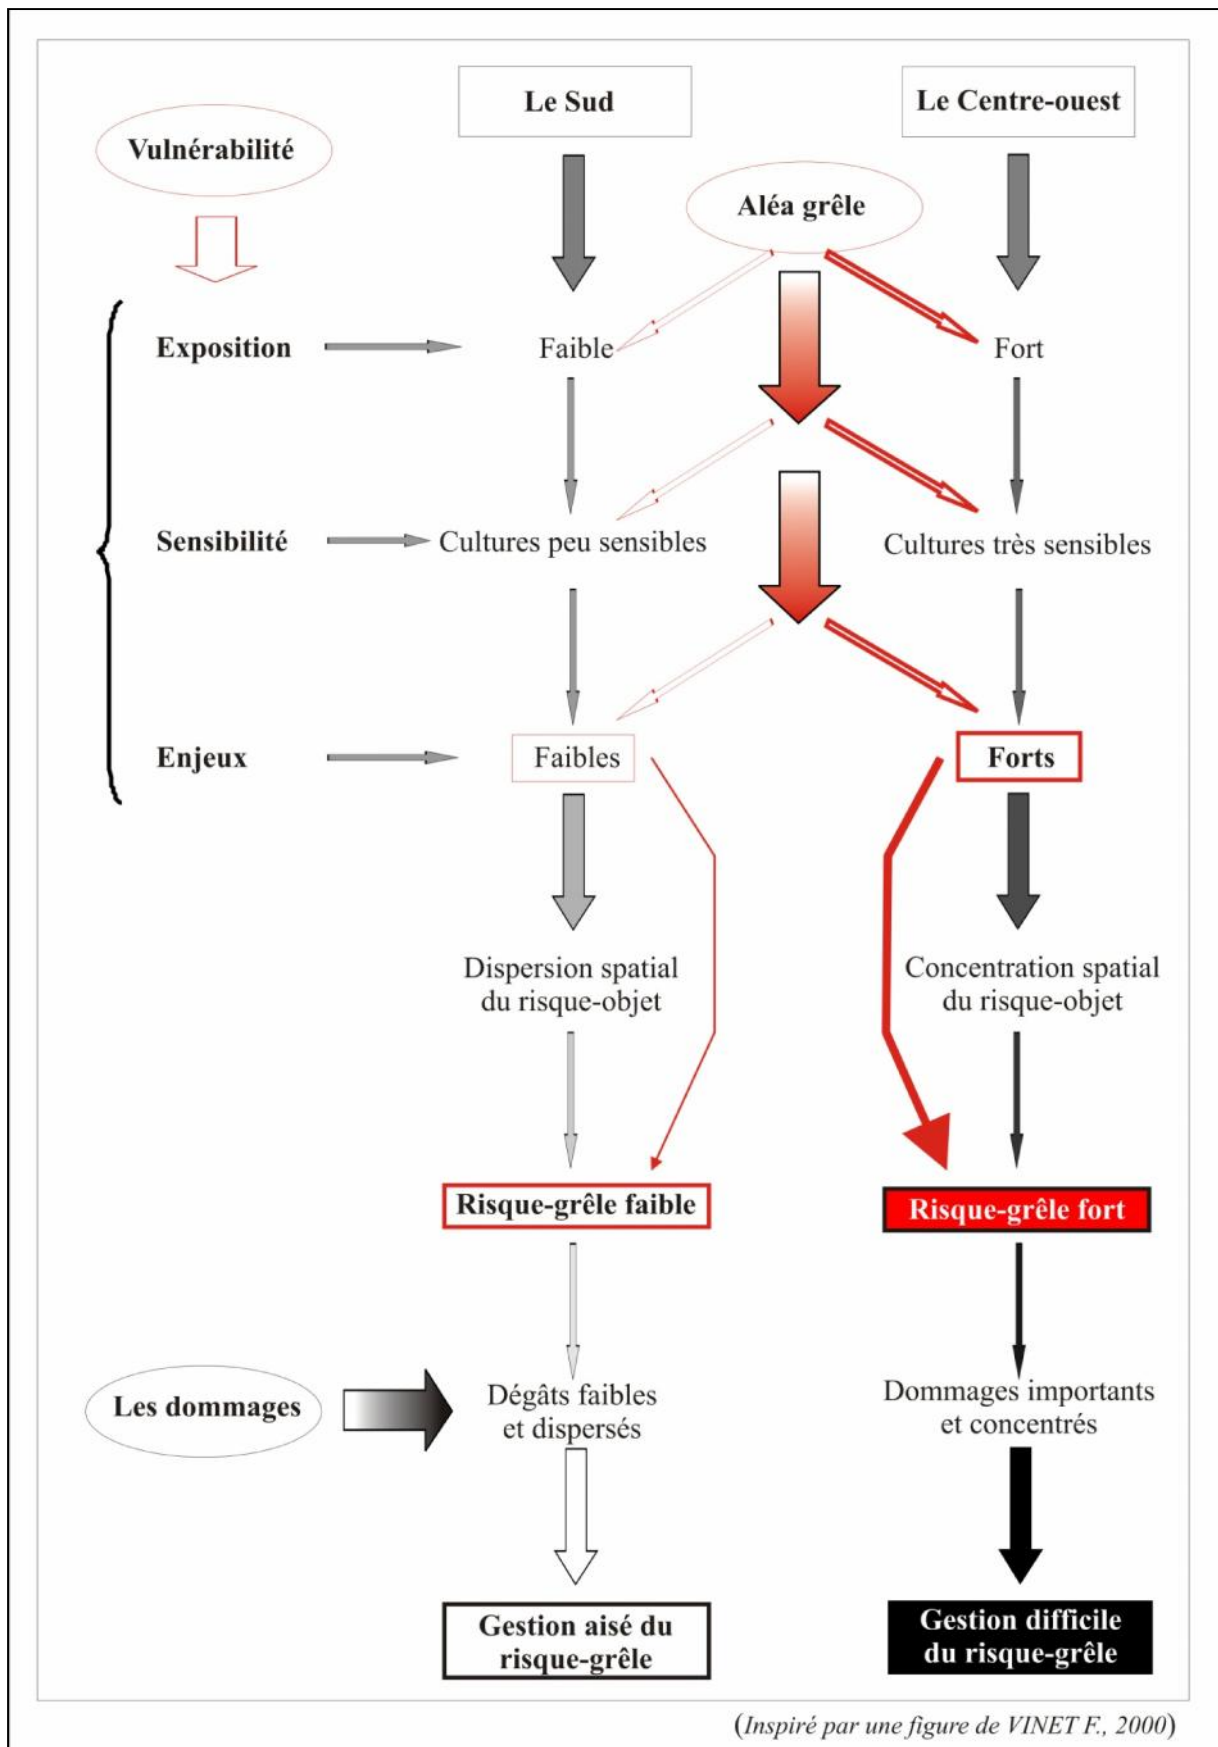 Le Sud
Le Centre-ouest
Vulnérabilité
Aléa grêle
Exposition
Faible
Fort
Sensibilité
Cultures peu sensibles
Cultures très sensibles
Enjeux
Faibles
Forts
Dispersion spatial
du risque-objet
Concentration spatial
du risque-objet
Risque-grêle faible
Risque-grêle fort
Les dommages
Dégâts faibles
et dispersés
Dommages importants
et concentrés
Gestion aisé du
risque-grêle
Gestion difficile
du risque-grêle
(Inspiré par une figure de VINET F., 2000)